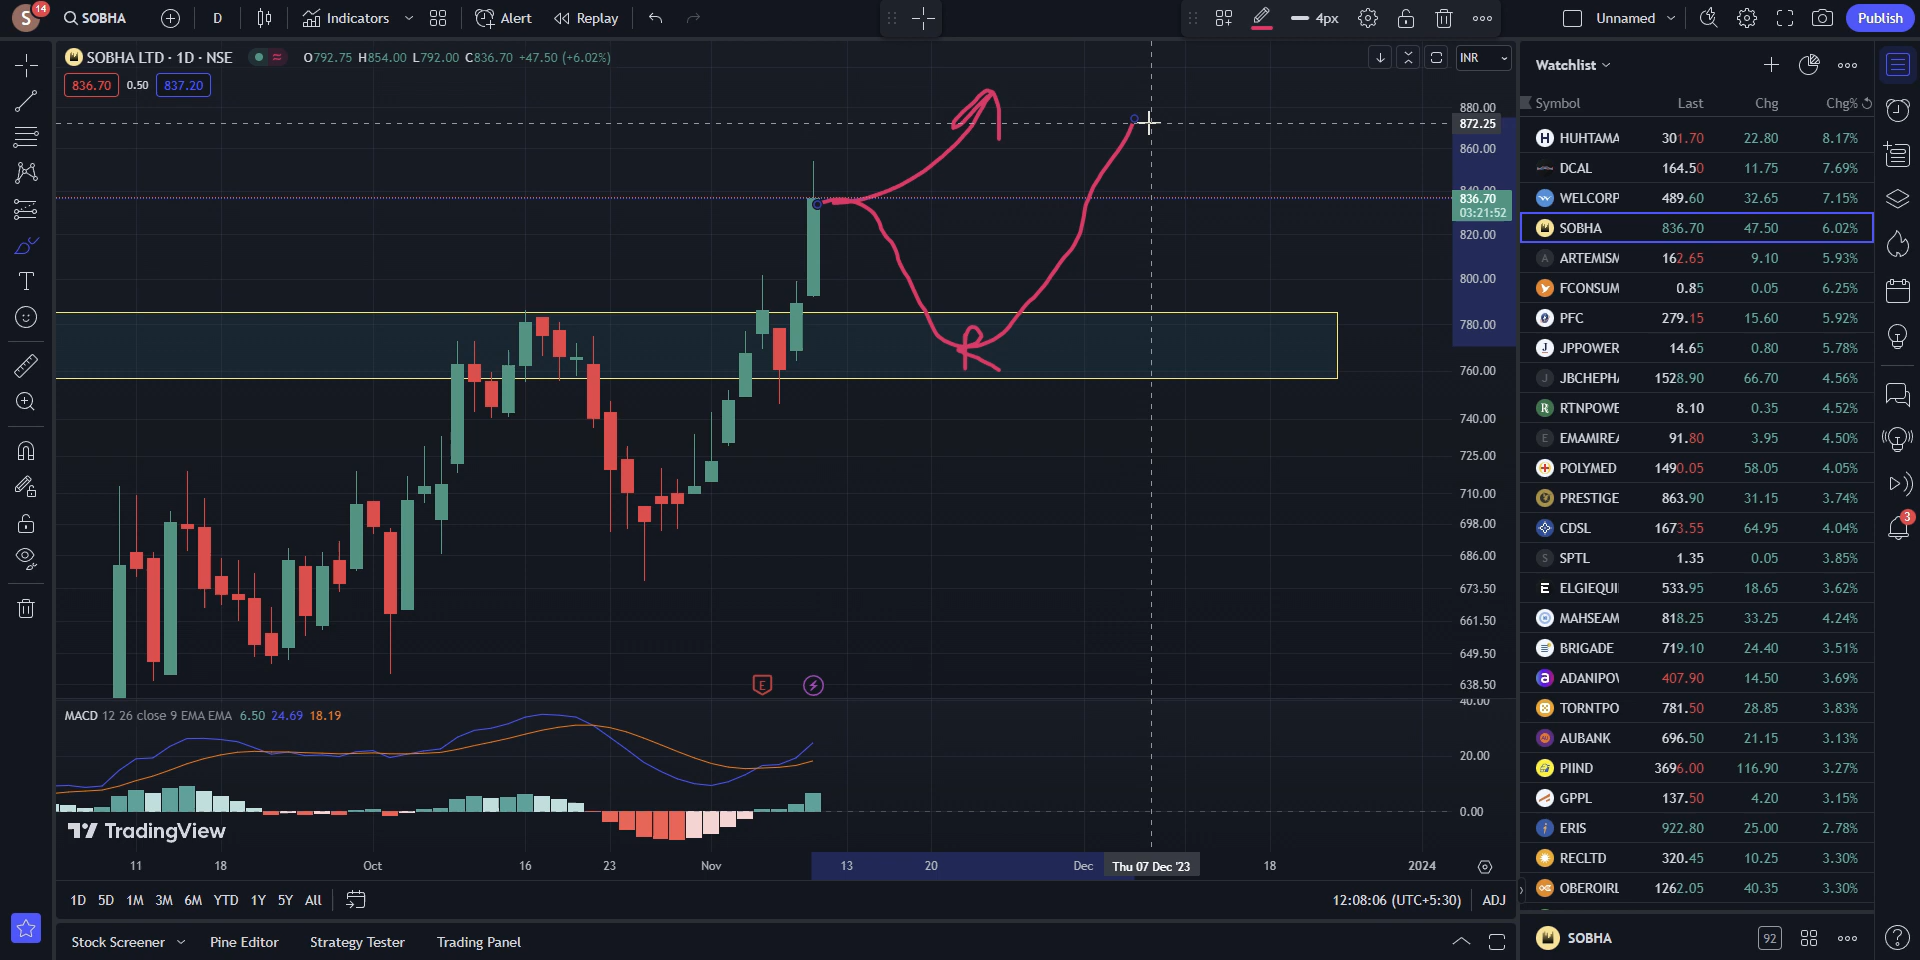 S 14 SOBHA D Indicators Alert Replay 4px Unnamed Publish
SOBHA LTD · 1D · NSE O792.75 H854.00 L792.00 C836.70 +47.50 (+6.02%) INR
836.70 0.50 837.20
880.00
872.25
860.00
840.00
836.70
03:21:52
820.00
800.00
780.00
760.00
740.00
725.00
710.00
698.00
686.00
673.50
661.50
649.50
638.50
E
MACD 12 26 close 9 EMA EMA 6.50 24.69 18.19
40.00
20.00
0.00
TradingView
11 18 Oct 16 23 Nov 13 20 Dec Thu 07 Dec '23 18 2024
1D 5D 1M 3M 6M YTD 1Y 5Y All 12:08:06 (UTC+5:30) ADJ
Stock Screener Pine Editor Strategy Tester Trading Panel
Watchlist
Symbol Last Chg Chg%
HUHTAMA 301.70 22.80 8.17%
DCAL 164.50 11.75 7.69%
WELCORP 489.60 32.65 7.15%
SOBHA 836.70 47.50 6.02%
A ARTEMISM 162.65 9.10 5.93%
FCONSUM 0.85 0.05 6.25%
PFC 279.15 15.60 5.92%
J JPPOWER 14.65 0.80 5.78%
J JBCHEPHA 1528.90 66.70 4.56%
R RTNPOWE 8.10 0.35 4.52%
E EMAMIREA 91.80 3.95 4.50%
POLYMED 1490.05 58.05 4.05%
PRESTIGE 863.90 31.15 3.74%
CDSL 1673.55 64.95 4.04%
S SPTL 1.35 0.05 3.85%
E ELGIEQUI 533.95 18.65 3.62%
MAHSEAM 818.25 33.25 4.24%
BRIGADE 719.10 24.40 3.51%
a ADANIPOW 407.90 14.50 3.69%
TORNTPO 781.50 28.85 3.83%
AUBANK 696.50 21.15 3.13%
PIIND 3696.00 116.90 3.27%
GPPL 137.50 4.20 3.15%
ERIS 922.80 25.00 2.78%
RECLTD 320.45 10.25 3.30%
OBEROIRL 1262.05 40.35 3.30%
SOBHA 92
3